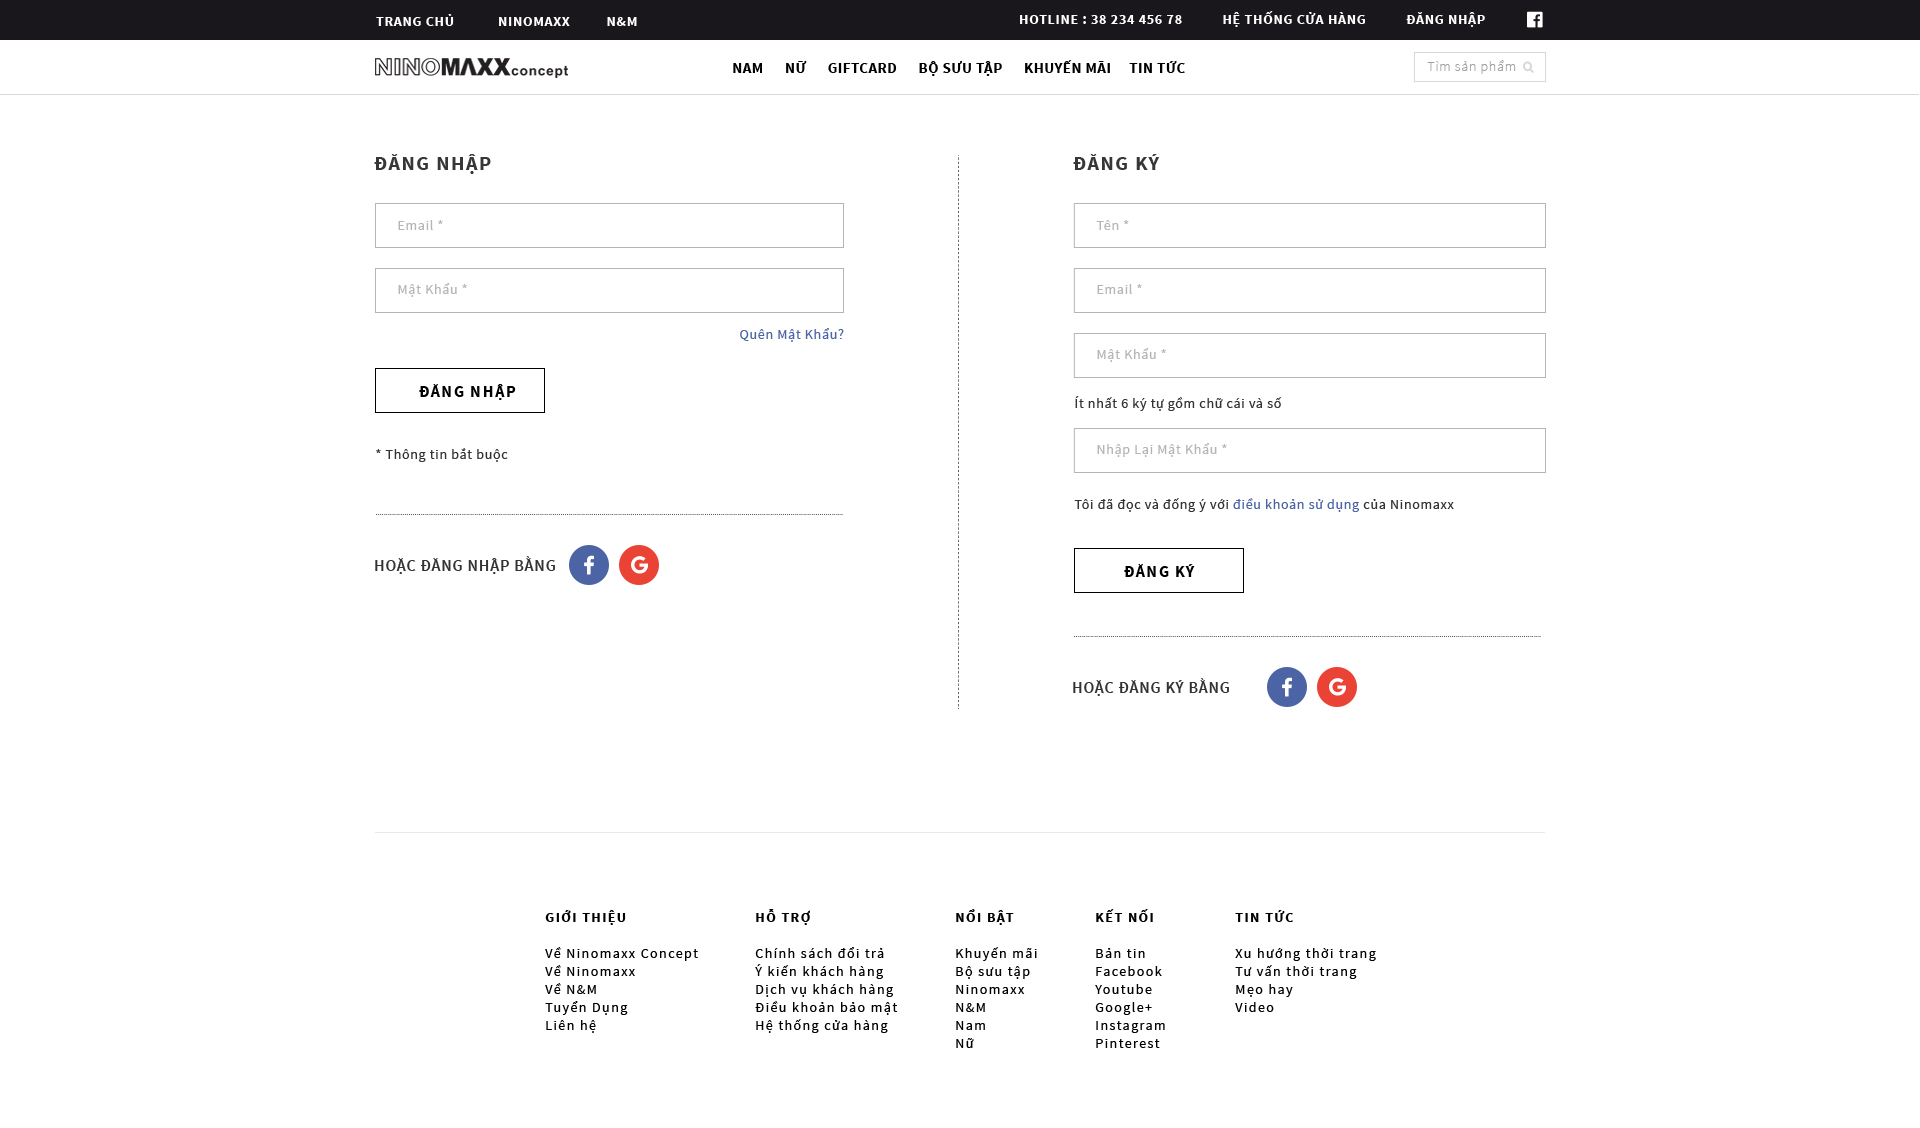 TRANG CHỦ NINOMAXX N&M HOTLINE : 38 234 456 78 HỆ THỐNG CỬA HÀNG ĐĂNG NHẬP
NINOMAXXconcept NAM NỮ GIFTCARD BỘ SƯU TẬP KHUYẾN MÃI TIN TỨC Tìm sản phẩm
ĐĂNG NHẬP
Email *
Mật Khẩu *
Quên Mật Khẩu?
ĐĂNG NHẬP
* Thông tin bắt buộc
HOẶC ĐĂNG NHẬP BẰNG
ĐĂNG KÝ
Tên *
Email *
Mật Khẩu *
Ít nhất 6 ký tự gồm chữ cái và số
Nhập Lại Mật Khẩu *
Tôi đã đọc và đống ý với điều khoản sử dụng của Ninomaxx
ĐĂNG KÝ
HOẶC ĐĂNG KÝ BẰNG
GIỚI THIỆU
Về Ninomaxx Concept
Về Ninomaxx
Về N&M
Tuyển Dụng
Liên hệ
HỖ TRỢ
Chính sách đổi trả
Ý kiến khách hàng
Dịch vụ khách hàng
Điều khoản bảo mật
Hệ thống cửa hàng
NỔI BẬT
Khuyến mãi
Bộ sưu tập
Ninomaxx
N&M
Nam
Nữ
KẾT NỐI
Bản tin
Facebook
Youtube
Google+
Instagram
Pinterest
TIN TỨC
Xu hướng thời trang
Tư vấn thời trang
Mẹo hay
Video